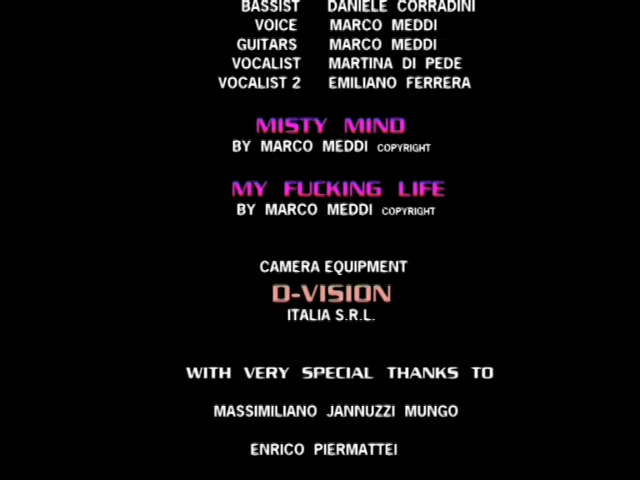 BASSIST DANIELE CORRADINI
VOICE MARCO MEDDI
GUITARS MARCO MEDDI
VOCALIST MARTINA DI PEDE
VOCALIST 2 EMILIANO FERRERA
MISTY MIND
BY MARCO MEDDI COPYRIGHT
MY FUCKING LIFE
BY MARCO MEDDI COPYRIGHT
CAMERA EQUIPMENT
D-VISION
ITALIA S.R.L.
WITH VERY SPECIAL THANKS TO
MASSIMILIANO JANNUZZI MUNGO
ENRICO PIERMATTEI